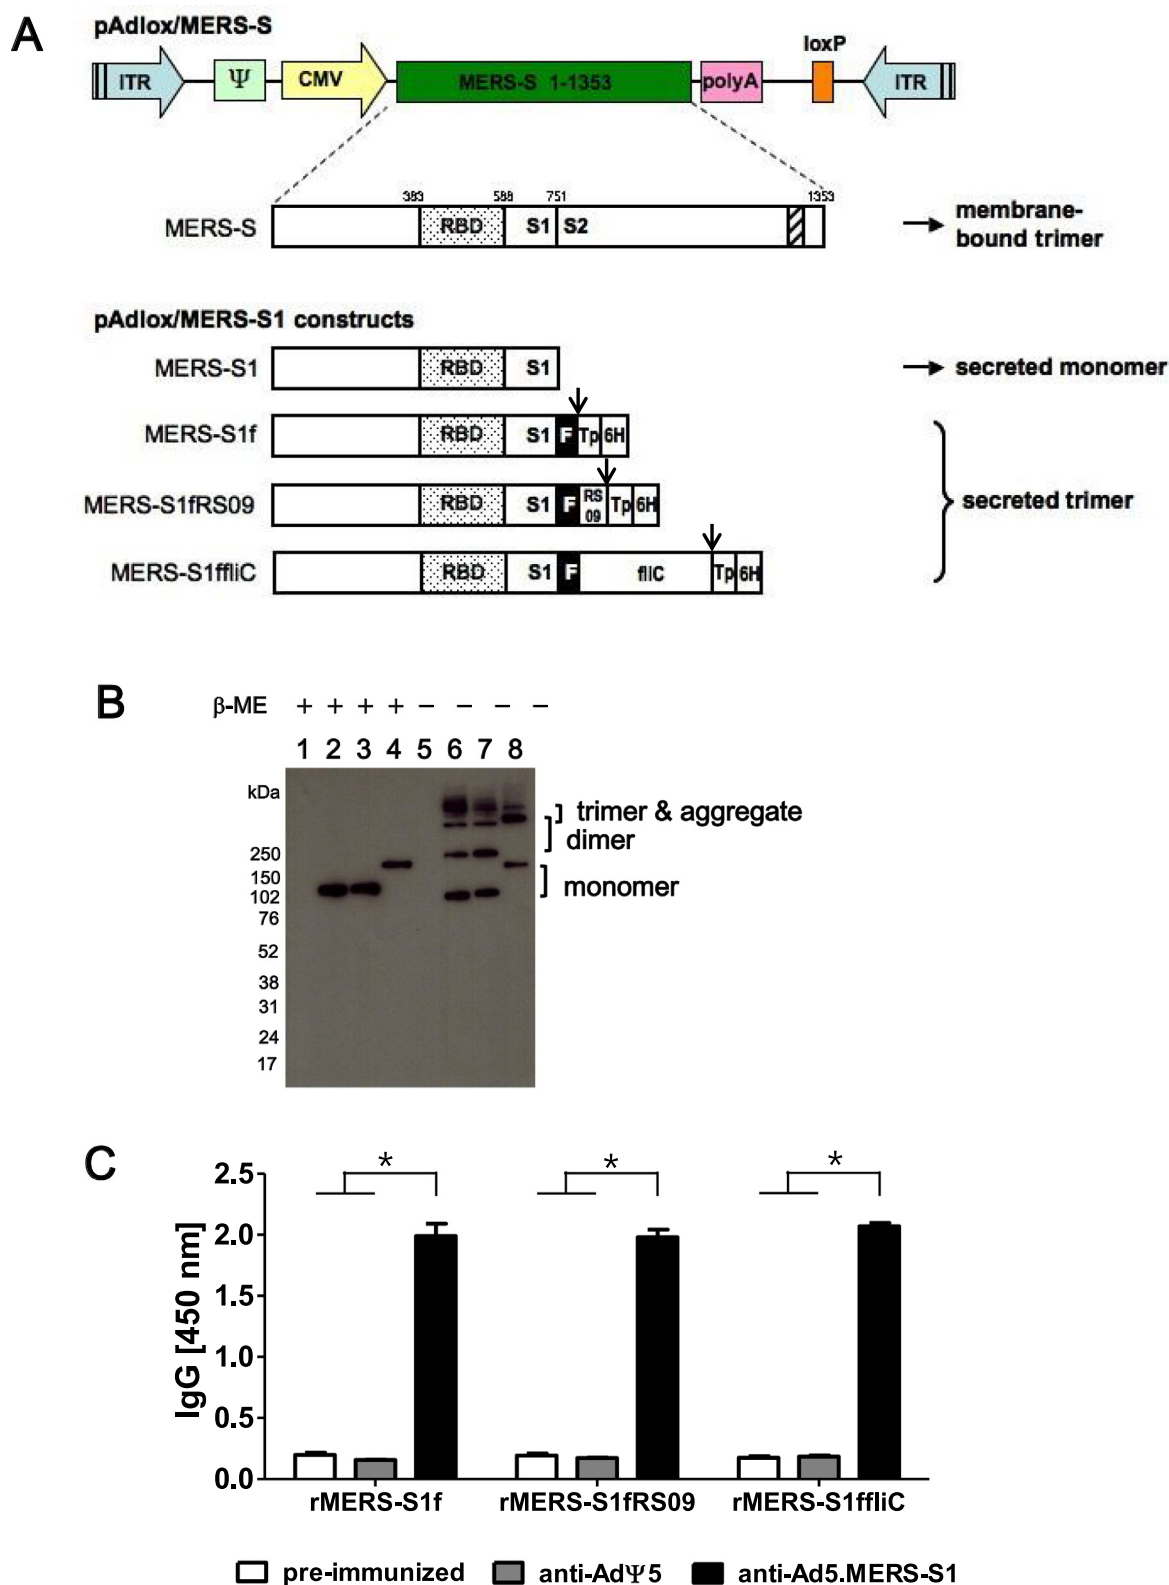 A
pAdlox/MERS-S
loxP
ITR Ψ CMV MERS-S 1-1353 polyA ITR
383 588 751 1353
MERS-S RBD S1 S2
membrane-
bound trimer
pAdlox/MERS-S1 constructs
MERS-S1 RBD S1 secreted monomer
MERS-S1f RBD S1 F Tp 6H
MERS-S1fRS09 RBD S1 F RS 09 Tp 6H
secreted trimer
MERS-S1ffliC RBD S1 F fliC Tp 6H
B
β-ME + + + + − − − −
1 2 3 4 5 6 7 8
kDa
trimer & aggregate
dimer
250
150
monomer
102
76
52
38
31
24
17
C
* * *
2.5
2.0
1.5
1.0
0.5
0.0
IgG [450 nm]
rMERS-S1f rMERS-S1fRS09 rMERS-S1ffliC
pre-immunized anti-AdΨ5 anti-Ad5.MERS-S1